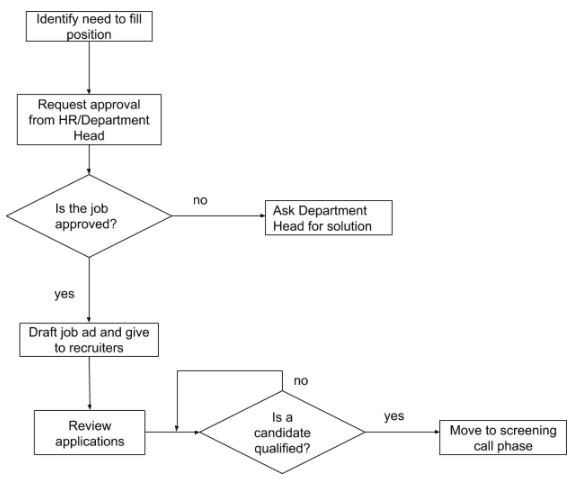 Identify need to fill
position
Request approval
from HR/Department
Head
Is the job
approved?
no
Ask Department
Head for solution
yes
Draft job ad and give
to recruiters
Review
applications
no
Is a
candidate
qualified?
yes
Move to screening
call phase